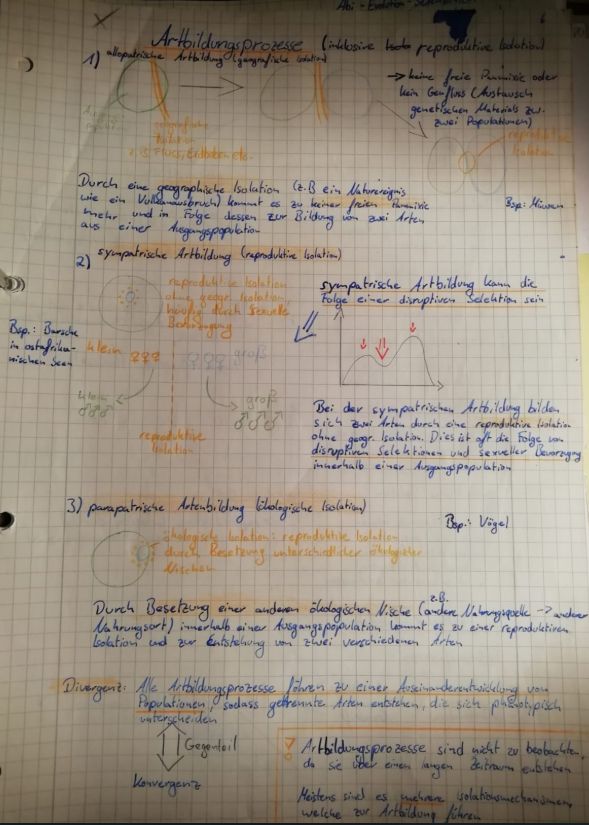 Abi - Evolution -
6
Artbildungsprozesse (inklusive reproduktive Isolation)
1) allopatrische Artbildung (geografische Isolation)
→ keine freie Panmixie oder
kein Genfluss (Austausch
genetischen Materials zw.
zwei Populationen)
reproduktive
Isolation
geografische
Isolation
z.B. Fluss, Erdbeben etc.
Durch eine geographische Isolation (z.B ein Naturereignis
wie ein Vulkanausbruch) kommt es zu keiner freien Panmixie
mehr und in Folge dessen zur Bildung von zwei Arten
aus einer Ausgangspopulation
Bsp: Möwen
2) sympatrische Artbildung (reproduktive Isolation)
reproduktive Isolation
ohne geogr. Isolation,
häufig durch sexuelle
Bevorzugung
sympatrische Artbildung kann die
Folge einer disruptiven Selektion sein
Bsp.: Barsche
in ostafrika-
nischen Seen
klein ♀♀♀
♀♀♀ groß
klein
♂♂♂
groß
♂♂♂
reproduktive
Isolation
Bei der sympatrischen Artbildung bilden
sich zwei Arten durch eine reproduktive Isolation
ohne geogr. Isolation. Dies ist oft die Folge von
disruptiven Selektionen und sexueller Bevorzugung
innerhalb einer Ausgangspopulation
3) parapatrische Artenbildung (ökologische Isolation)
Bsp.: Vögel
ökologische Isolation: reproduktive Isolation
durch Besetzung unterschiedlicher ökologischer
Nischen
Durch Besetzung einer anderen ökologischen Nische (z.B. andere Nahrungsquelle → anderer
Nahrungsort) innerhalb einer Ausgangspopulation kommt es zu einer reproduktiven
Isolation und zur Entstehung von zwei verschiedenen Arten
Divergenz: Alle Artbildungsprozesse führen zu einer Auseinanderentwicklung von
Populationen, sodass getrennte Arten entstehen, die sich phänotypisch
unterscheiden
Gegenteil
Konvergenz
! Artbildungsprozesse sind nicht zu beobachten,
da sie über einen langen Zeitraum entstehen
Meistens sind es mehrere Isolationsmechanismen,
welche zur Artbildung führen